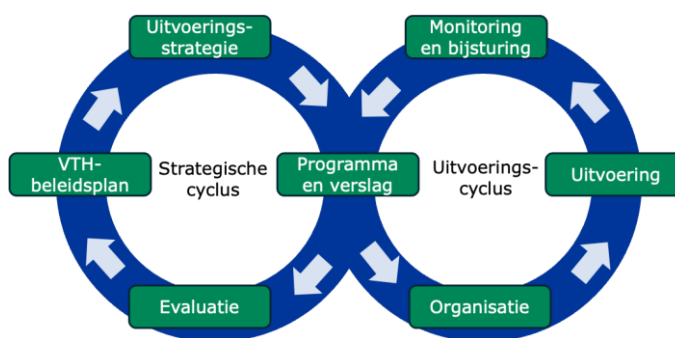 Uitvoerings-
strategie
Monitoring
en bijsturing
VTH-
beleidsplan
Strategische
cyclus
Programma
en verslag
Uitvoerings-
cyclus
Uitvoering
Evaluatie
Organisatie